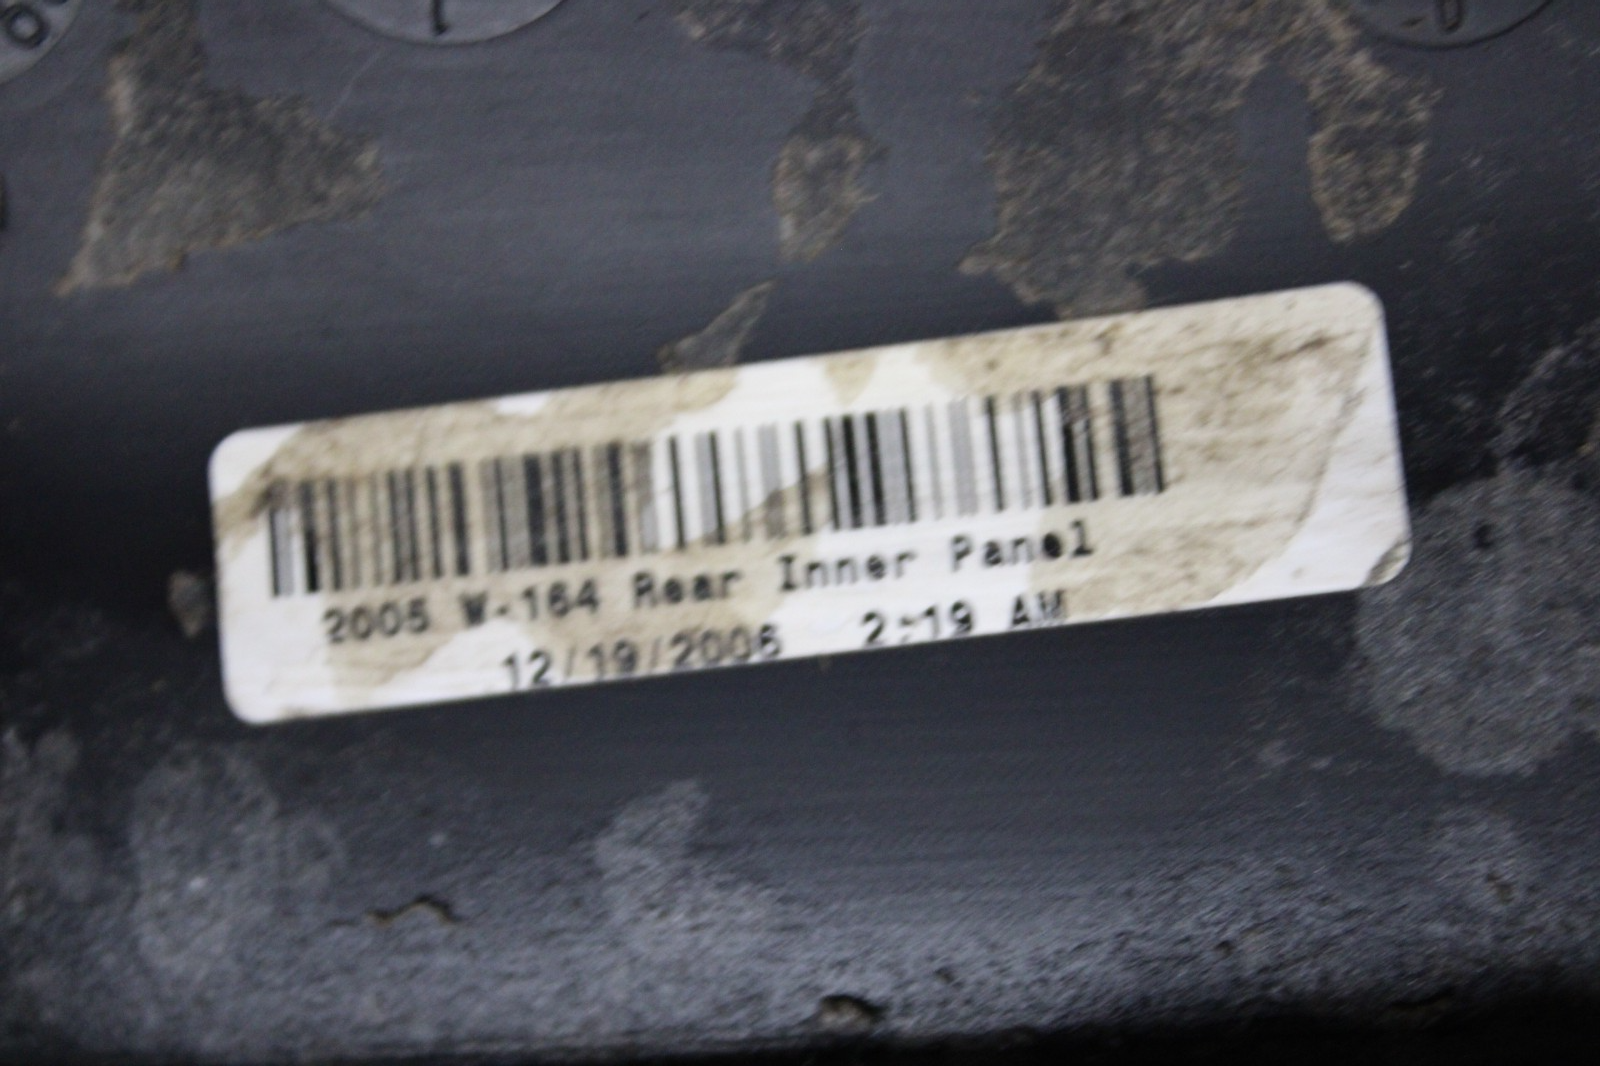 2005 W-164 Rear Inner Panel
12/19/2006 2:19 AM